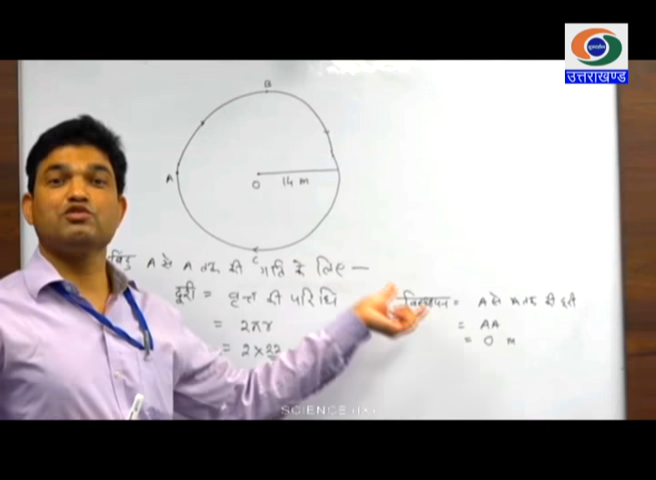 उत्तराखण्ड
B
A
O
14 m
C
बिंदु A से A तक की गति के लिए —
दूरी = वृत्त की परिधि
= 2πr
= 2 × 22
विस्थापन = A से A तक की दूरी
= AA
= 0 m
SCIENCE